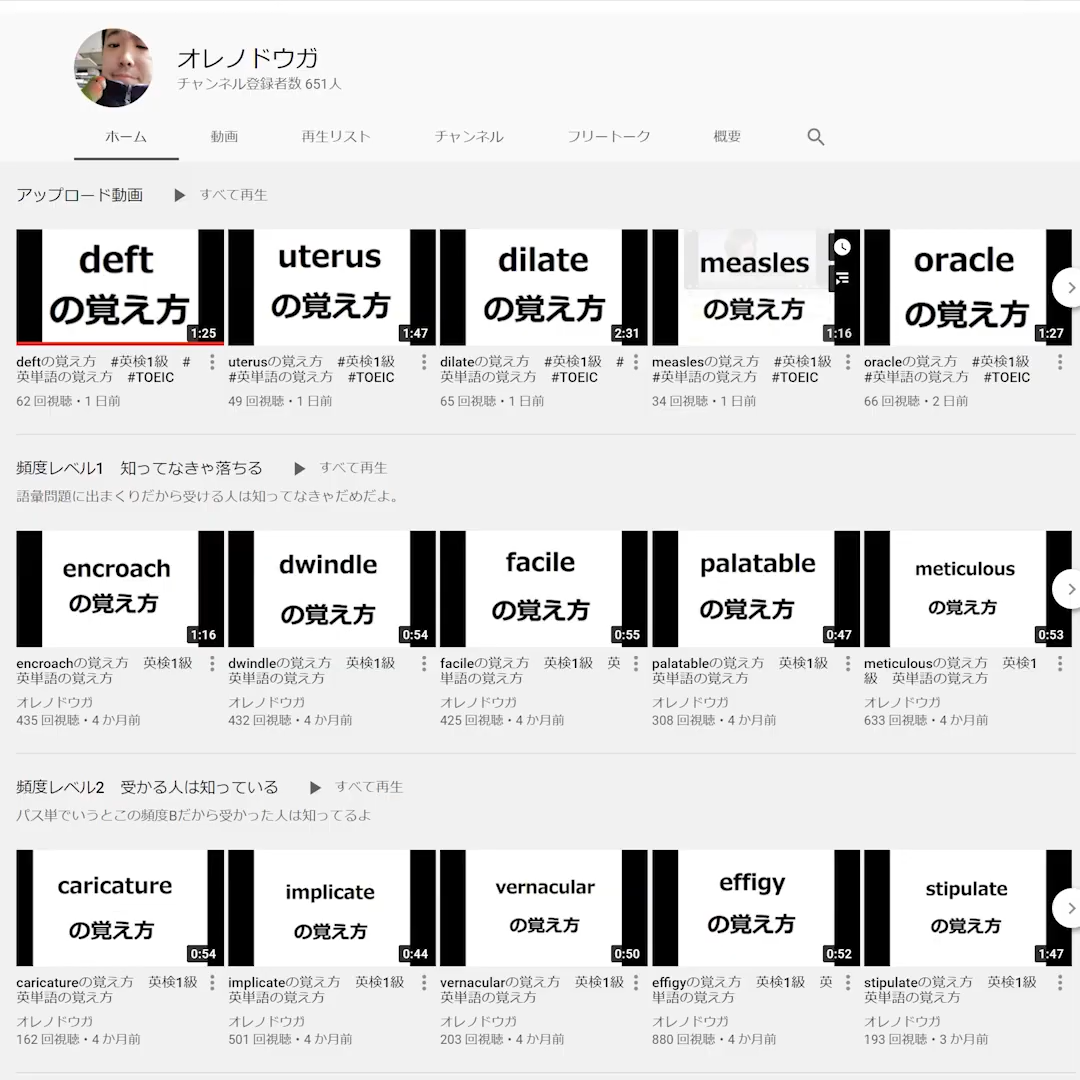 オレノドウガ
チャンネル登録者数 651人
ホーム 動画 再生リスト チャンネル フリートーク 概要
アップロード動画 ▶ すべて再生
deft
の覚え方
1:25
uterus
の覚え方
1:47
dilate
の覚え方
2:31
measles
の覚え方
1:16
oracle
の覚え方
1:27
deftの覚え方 #英検1級 #
英単語の覚え方 #TOEIC
62 回視聴・1 日前
uterusの覚え方 #英検1級
#英単語の覚え方 #TOEIC
49 回視聴・1 日前
dilateの覚え方 #英検1級 #
英単語の覚え方 #TOEIC
65 回視聴・1 日前
measlesの覚え方 #英検1級
#英単語の覚え方 #TOEIC
34 回視聴・1 日前
oracleの覚え方 #英検1級
#英単語の覚え方 #TOEIC
66 回視聴・2 日前
頻度レベル1 知ってなきゃ落ちる ▶ すべて再生
語彙問題に出まくりだから受ける人は知ってなきゃだめだよ。
encroach
の覚え方
1:16
dwindle
の覚え方
0:54
facile
の覚え方
0:55
palatable
の覚え方
0:47
meticulous
の覚え方
0:53
encroachの覚え方 英検1級
英単語の覚え方
オレノドウガ
435 回視聴・4 か月前
dwindleの覚え方 英検1級
英単語の覚え方
オレノドウガ
432 回視聴・4 か月前
facileの覚え方 英検1級 英
単語の覚え方
オレノドウガ
425 回視聴・4 か月前
palatableの覚え方 英検1級
英単語の覚え方
オレノドウガ
308 回視聴・4 か月前
meticulousの覚え方 英検1
級 英単語の覚え方
オレノドウガ
633 回視聴・4 か月前
頻度レベル2 受かる人は知っている ▶ すべて再生
パス単でいうとこの頻度Bだから受かった人は知ってるよ
caricature
の覚え方
0:54
implicate
の覚え方
0:44
vernacular
の覚え方
0:50
effigy
の覚え方
0:52
stipulate
の覚え方
1:47
caricatureの覚え方 英検1級
英単語の覚え方
オレノドウガ
162 回視聴・4 か月前
implicateの覚え方 英検1級
英単語の覚え方
オレノドウガ
501 回視聴・4 か月前
vernacularの覚え方 英検1級
英単語の覚え方
オレノドウガ
203 回視聴・4 か月前
effigyの覚え方 英検1級 英
単語の覚え方
オレノドウガ
880 回視聴・4 か月前
stipulateの覚え方 英検1級
英単語の覚え方
オレノドウガ
193 回視聴・3 か月前